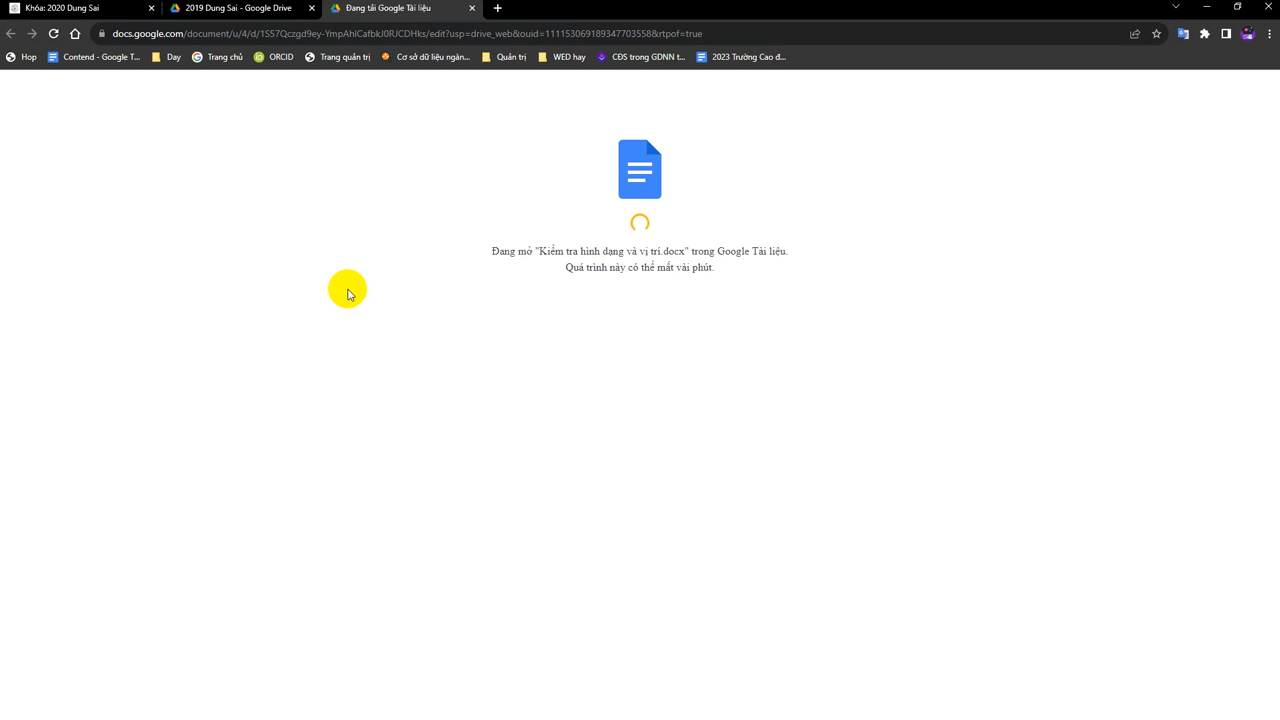 Khóa: 2020 Dung Sai
2019 Dung Sai - Google Drive
Đang tải Google Tài liệu
docs.google.com/document/u/4/d/1S57Qczgd9ey-YmpAhlCafbkJ0RJCDHks/edit?usp=drive_web&ouid=111153069189347703558&rtpof=true
Hop
Contend - Google T...
Day
Trang chủ
ORCID
Trang quản trị
Cơ sở dữ liệu ngàn...
Quản trị
WED hay
CĐS trong GDNN t...
2023 Trường Cao đ...
Đang mở "Kiểm tra hình dạng và vị trí.docx" trong Google Tài liệu.
Quá trình này có thể mất vài phút.